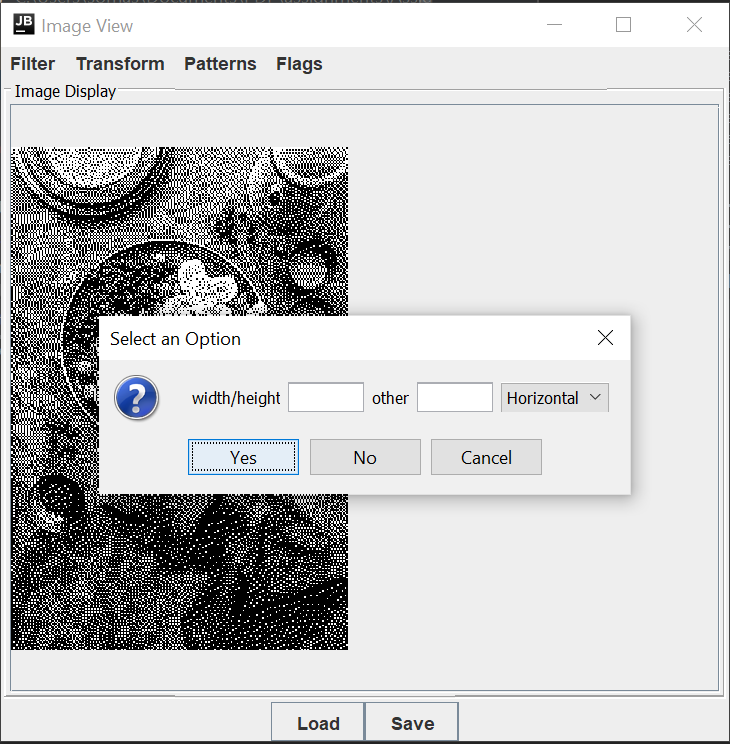 JB Image View
Filter Transform Patterns Flags
Image Display
Select an Option
? width/height other Horizontal
Yes No Cancel
Load Save